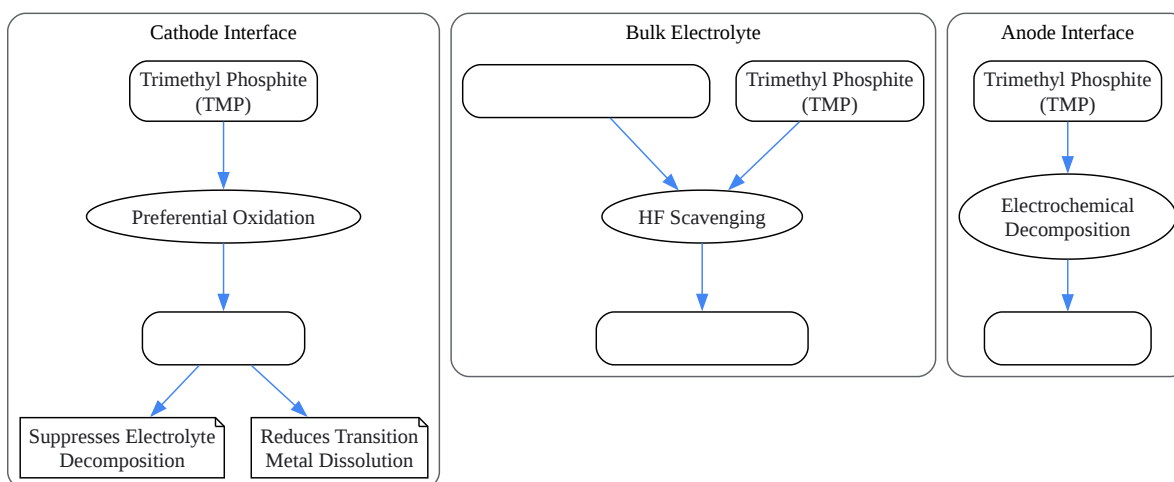 Cathode Interface
Trimethyl Phosphite
(TMP)
Preferential Oxidation
Suppresses Electrolyte
Decomposition
Reduces Transition
Metal Dissolution
Bulk Electrolyte
Trimethyl Phosphite
(TMP)
HF Scavenging
Anode Interface
Trimethyl Phosphite
(TMP)
Electrochemical
Decomposition